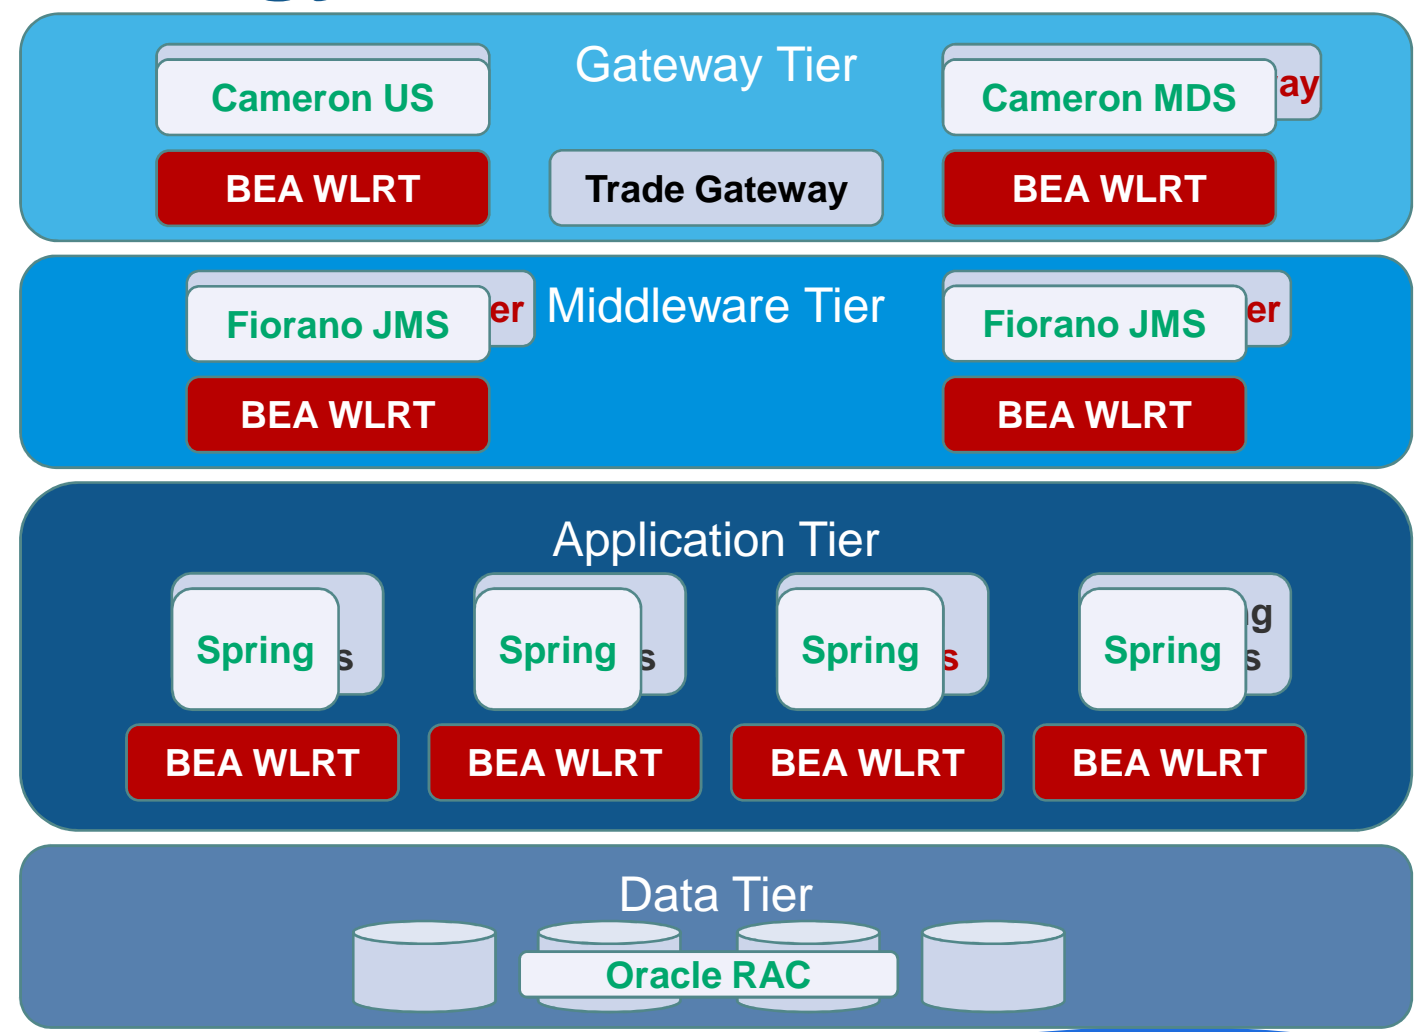 Gateway Tier
Cameron US
Cameron MDS
ay
BEA WLRT
Trade Gateway
BEA WLRT
Middleware Tier
Fiorano JMS
er
Fiorano JMS
er
BEA WLRT
BEA WLRT
Application Tier
Spring
s
Spring
s
Spring
s
Spring
g
s
BEA WLRT
BEA WLRT
BEA WLRT
BEA WLRT
Data Tier
Oracle RAC